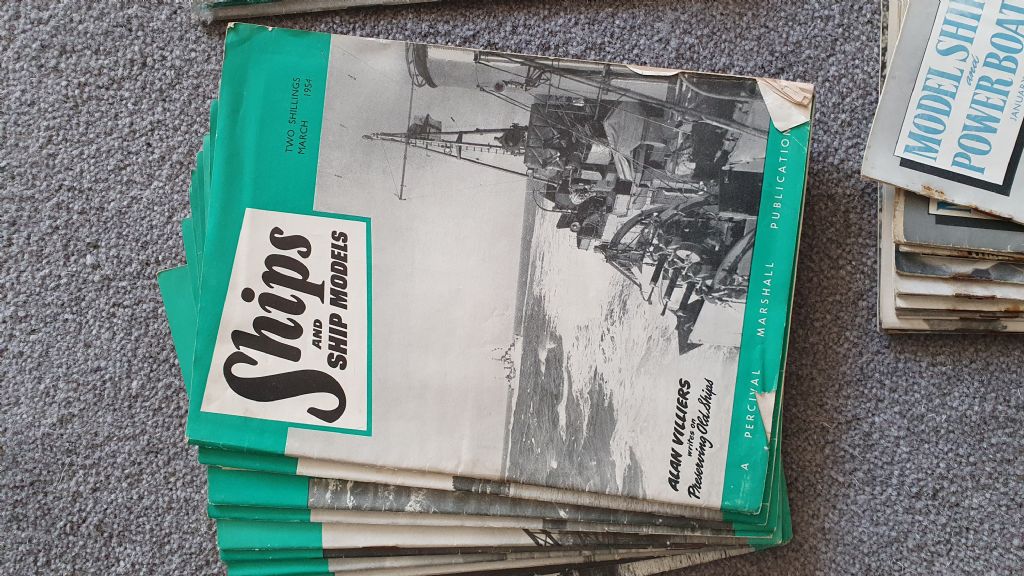 TWO SHILLINGS
MARCH 1954
Ships
AND
SHIP MODELS
ALAN VILLIERS
writes on
Preserving Old Ships
A PERCIVAL MARSHALL PUBLICATION
MODEL SHIPS
and
POWER BOATS